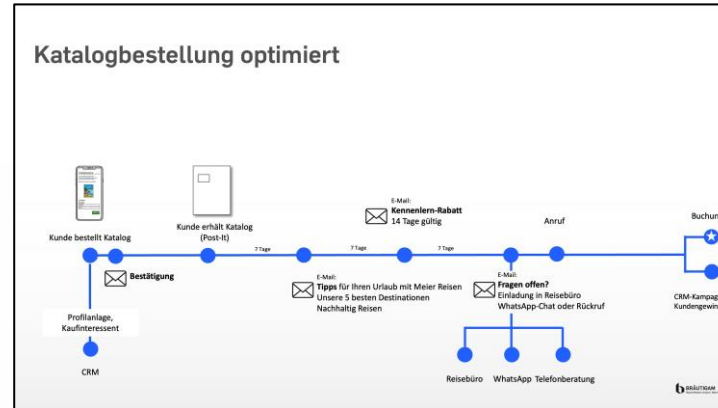 Katalogbestellung optimiert
Kunde bestellt Katalog
Bestätigung
Profilanlage,
Kaufinteressent
CRM
Kunde erhält Katalog
(Post-It)
7 Tage
E-Mail:
Tipps für Ihren Urlaub mit Meier Reisen
Unsere 5 besten Destinationen
Nachhaltig Reisen
7 Tage
E-Mail:
Kennenlern-Rabatt
14 Tage gültig
7 Tage
E-Mail:
Fragen offen?
Einladung in Reisebüro
WhatsApp-Chat oder Rückruf
Reisebüro
WhatsApp
Telefonberatung
Anruf
Buchun
CRM-Kampag
Kundengewin
BRÄUTIGAM